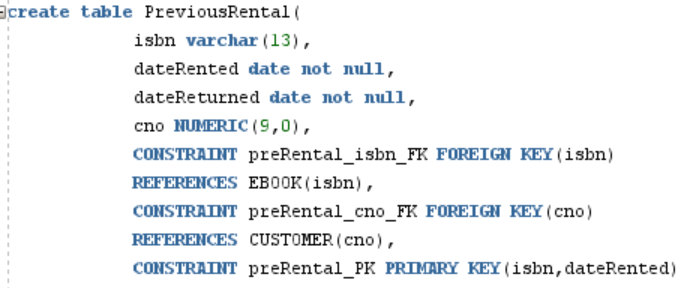 create table PreviousRental(
isbn varchar(13),
dateRented date not null,
dateReturned date not null,
cno NUMERIC(9,0),
CONSTRAINT preRental_isbn_FK FOREIGN KEY(isbn)
REFERENCES EBOOK(isbn),
CONSTRAINT preRental_cno_FK FOREIGN KEY(cno)
REFERENCES CUSTOMER(cno),
CONSTRAINT preRental_PK PRIMARY KEY(isbn,dateRented)